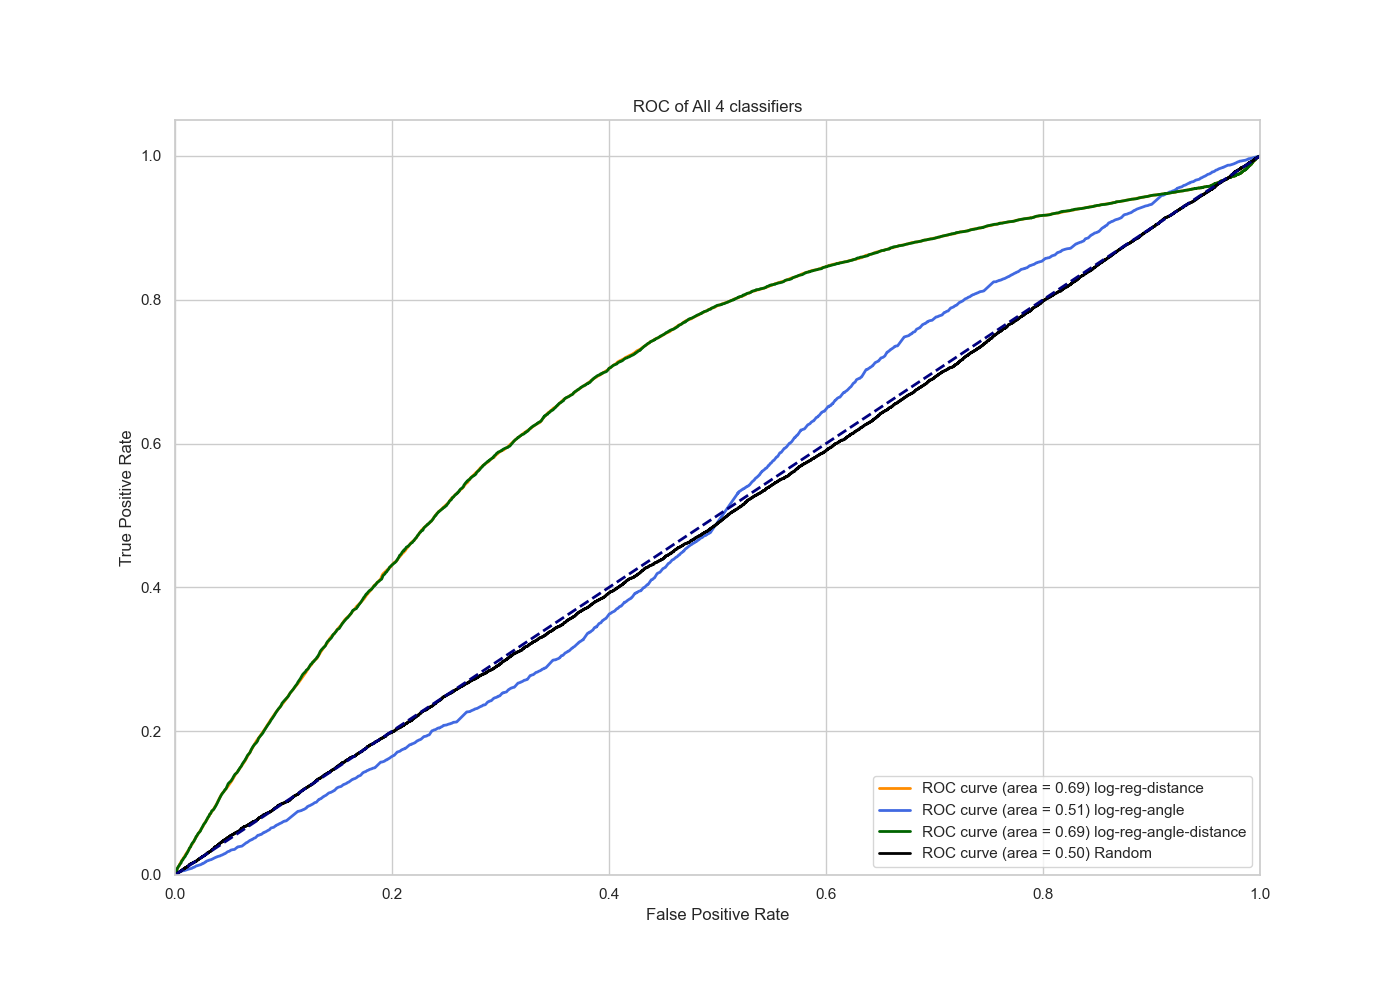 ROC of All 4 classifiers
1.0
0.8
0.6
0.4
0.2
0.0
True Positive Rate
0.0 0.2 0.4 0.6 0.8 1.0
False Positive Rate
ROC curve (area = 0.69) log-reg-distance
ROC curve (area = 0.51) log-reg-angle
ROC curve (area = 0.69) log-reg-angle-distance
ROC curve (area = 0.50) Random